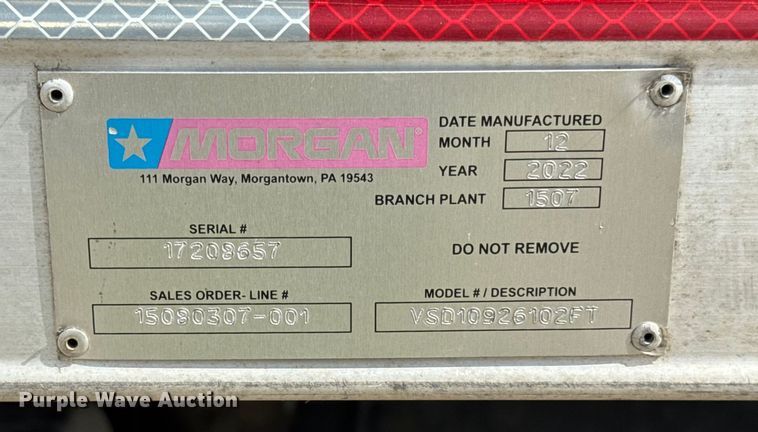 MORGAN®
111 Morgan Way, Morgantown, PA 19543
DATE MANUFACTURED
MONTH 12
YEAR 2022
BRANCH PLANT 1507
SERIAL #
17208657
DO NOT REMOVE
SALES ORDER- LINE #
15080307-001
MODEL # / DESCRIPTION
VSD10926102FT
Purple Wave Auction